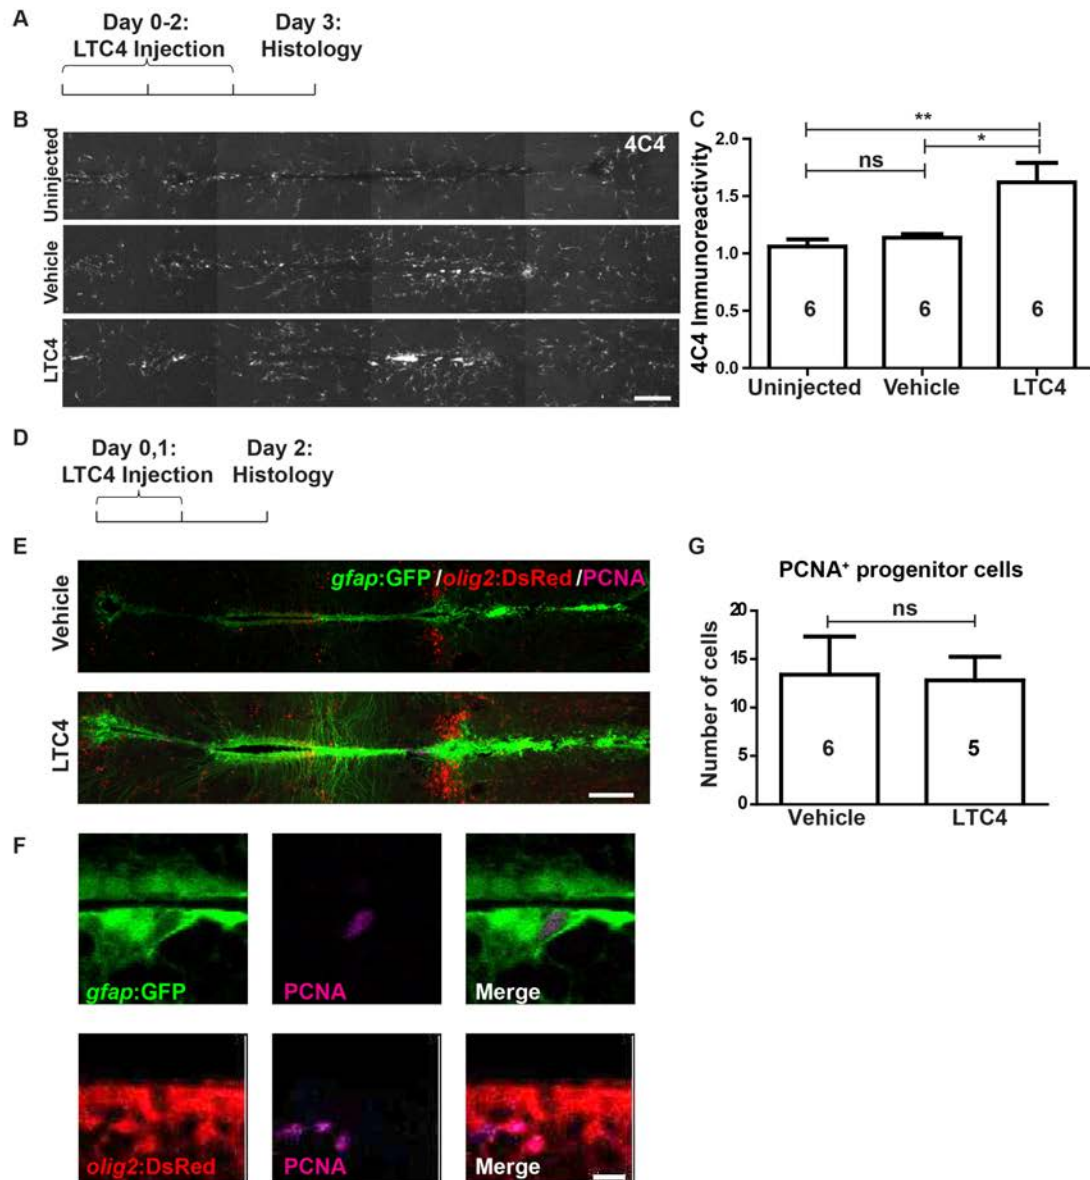 A
Day 0-2:
LTC4 Injection
Day 3:
Histology
B
Uninjected
4C4
Vehicle
LTC4
C
4C4 Immunoreactivity
2.0
1.5
1.0
0.5
0.0
**
*
ns
6
6
6
Uninjected
Vehicle
LTC4
D
Day 0,1:
LTC4 Injection
Day 2:
Histology
E
Vehicle
gfap:GFP /olig2:DsRed/PCNA
LTC4
G
PCNA⁺ progenitor cells
Number of cells
20
15
10
5
0
ns
6
5
Vehicle
LTC4
F
gfap:GFP
PCNA
Merge
olig2:DsRed
PCNA
Merge